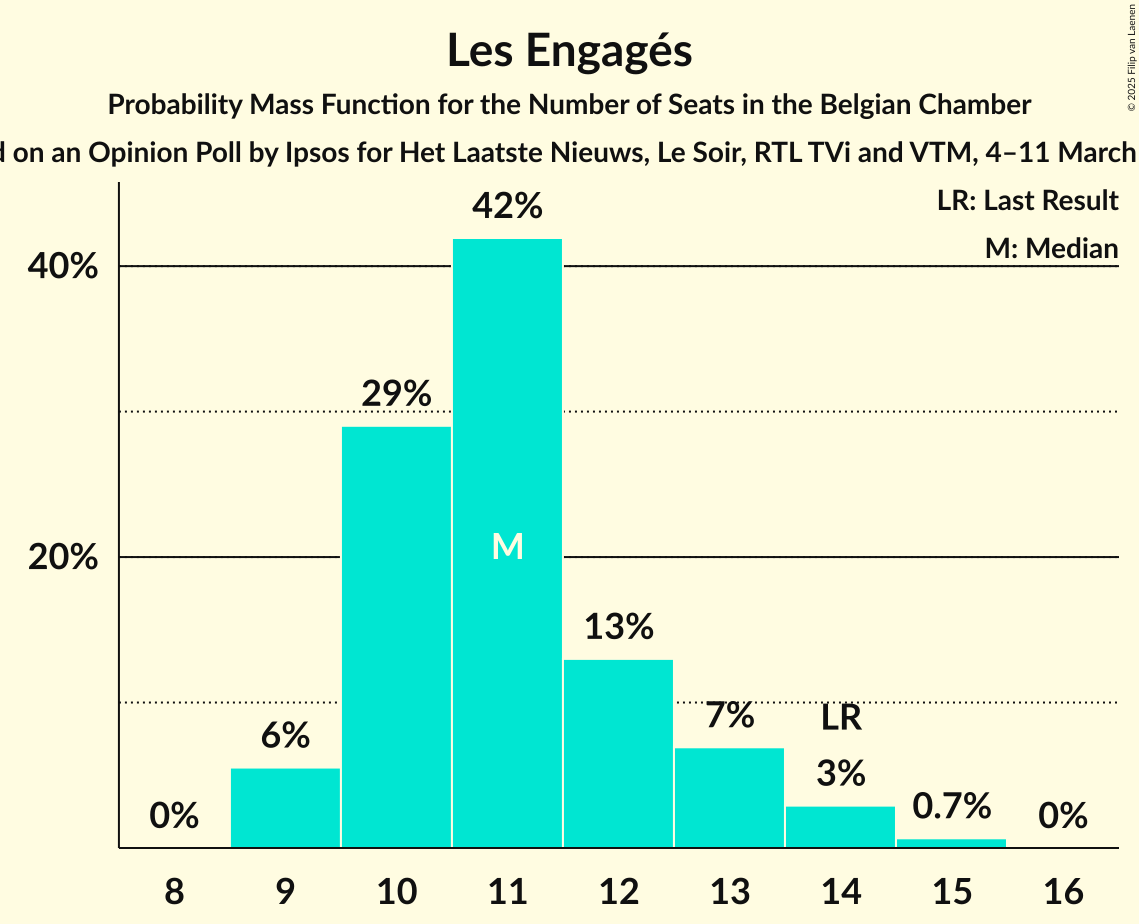 Les Engagés
Probability Mass Function for the Number of Seats in the Belgian Chamber
on an Opinion Poll by Ipsos for Het Laatste Nieuws, Le Soir, RTL TVi and VTM, 4–11 March
© 2025 Filip van Laenen
LR: Last Result
M: Median
40%
20%
0%
6%
29%
42%
M
13%
7%
LR
3%
0.7%
0%
8 9 10 11 12 13 14 15 16